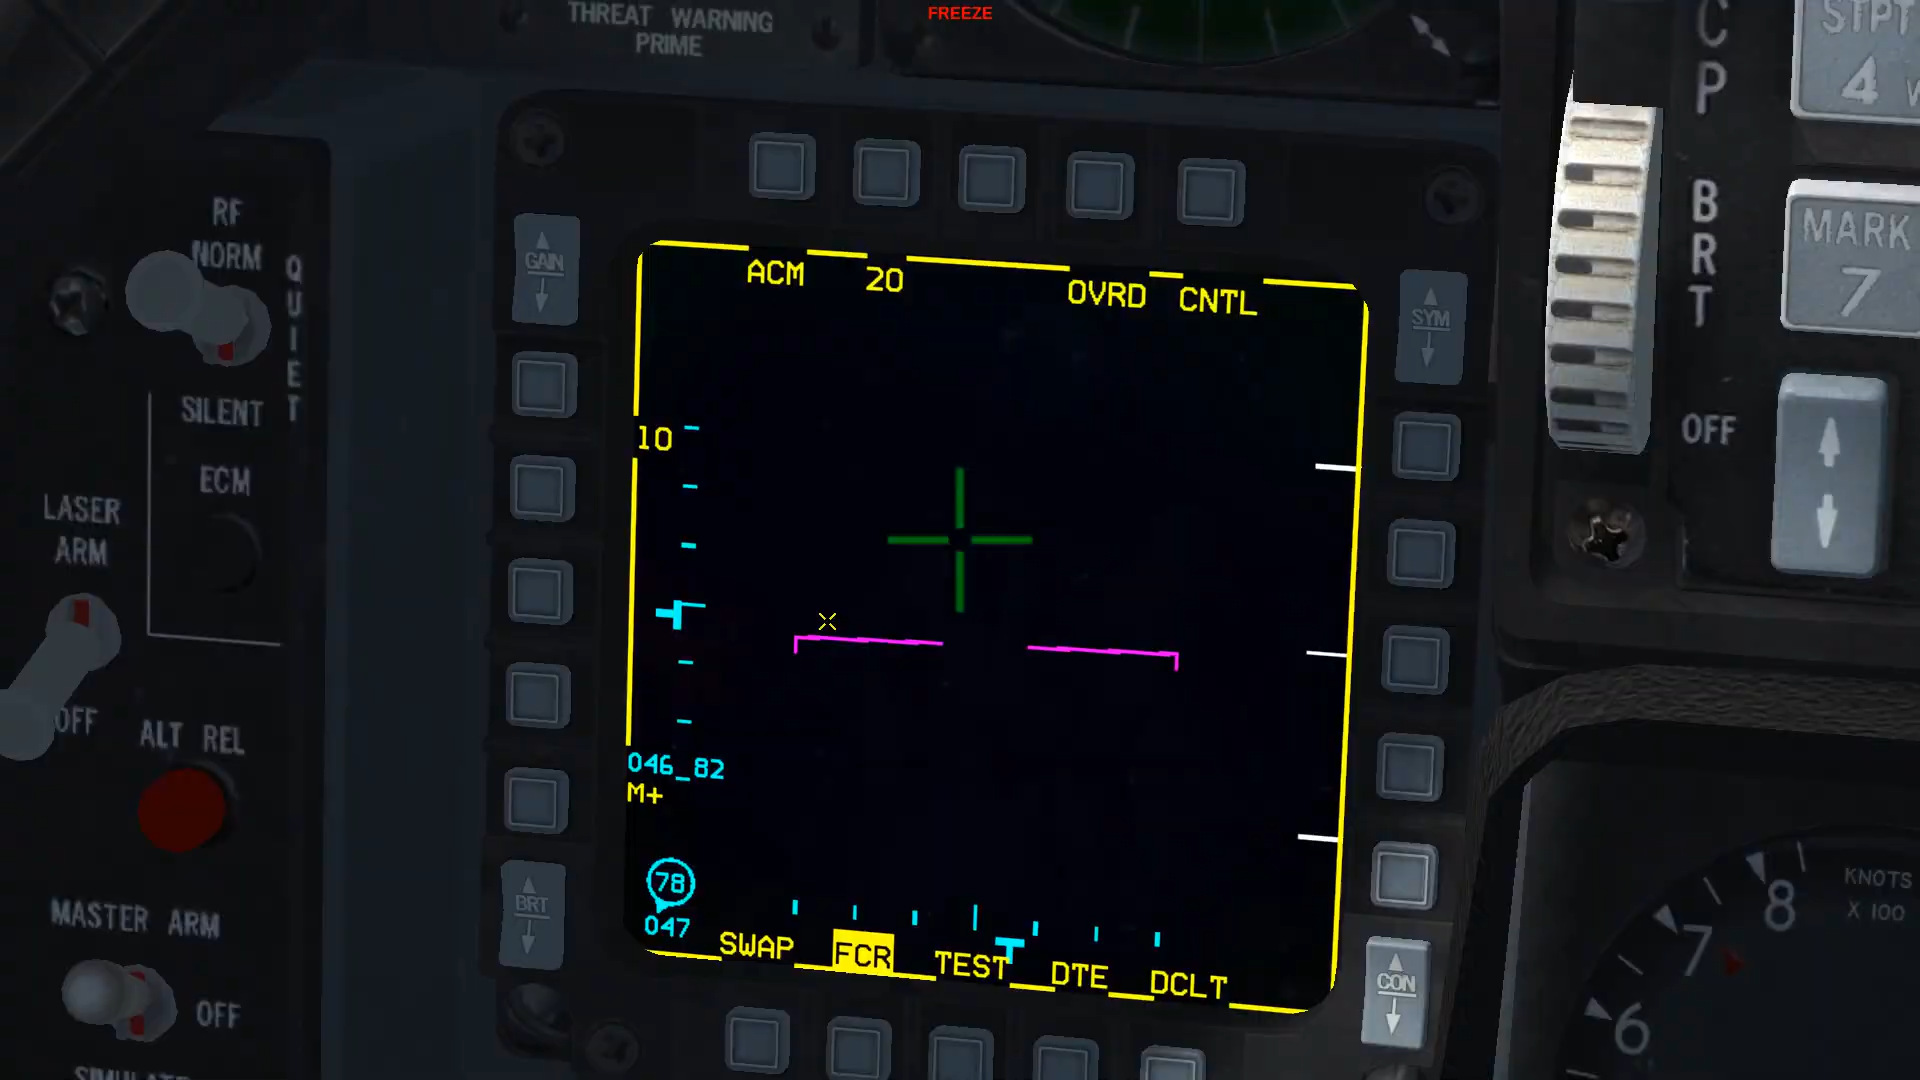 FREEZE
THREAT WARNING
PRIME
RF
NORM
QUIET
SILENT
ECM
LASER
ARM
OFF
ALT REL
MASTER ARM
OFF
GAIN
SYM
BRT
CON
ACM
20
OVRD
CNTL
10
046_82
M+
78
047
SWAP
FCR
TEST
DTE
DCLT
CP
BRT
OFF
STPT
4
MARK
7
KNOTS
X 100
8
7
6